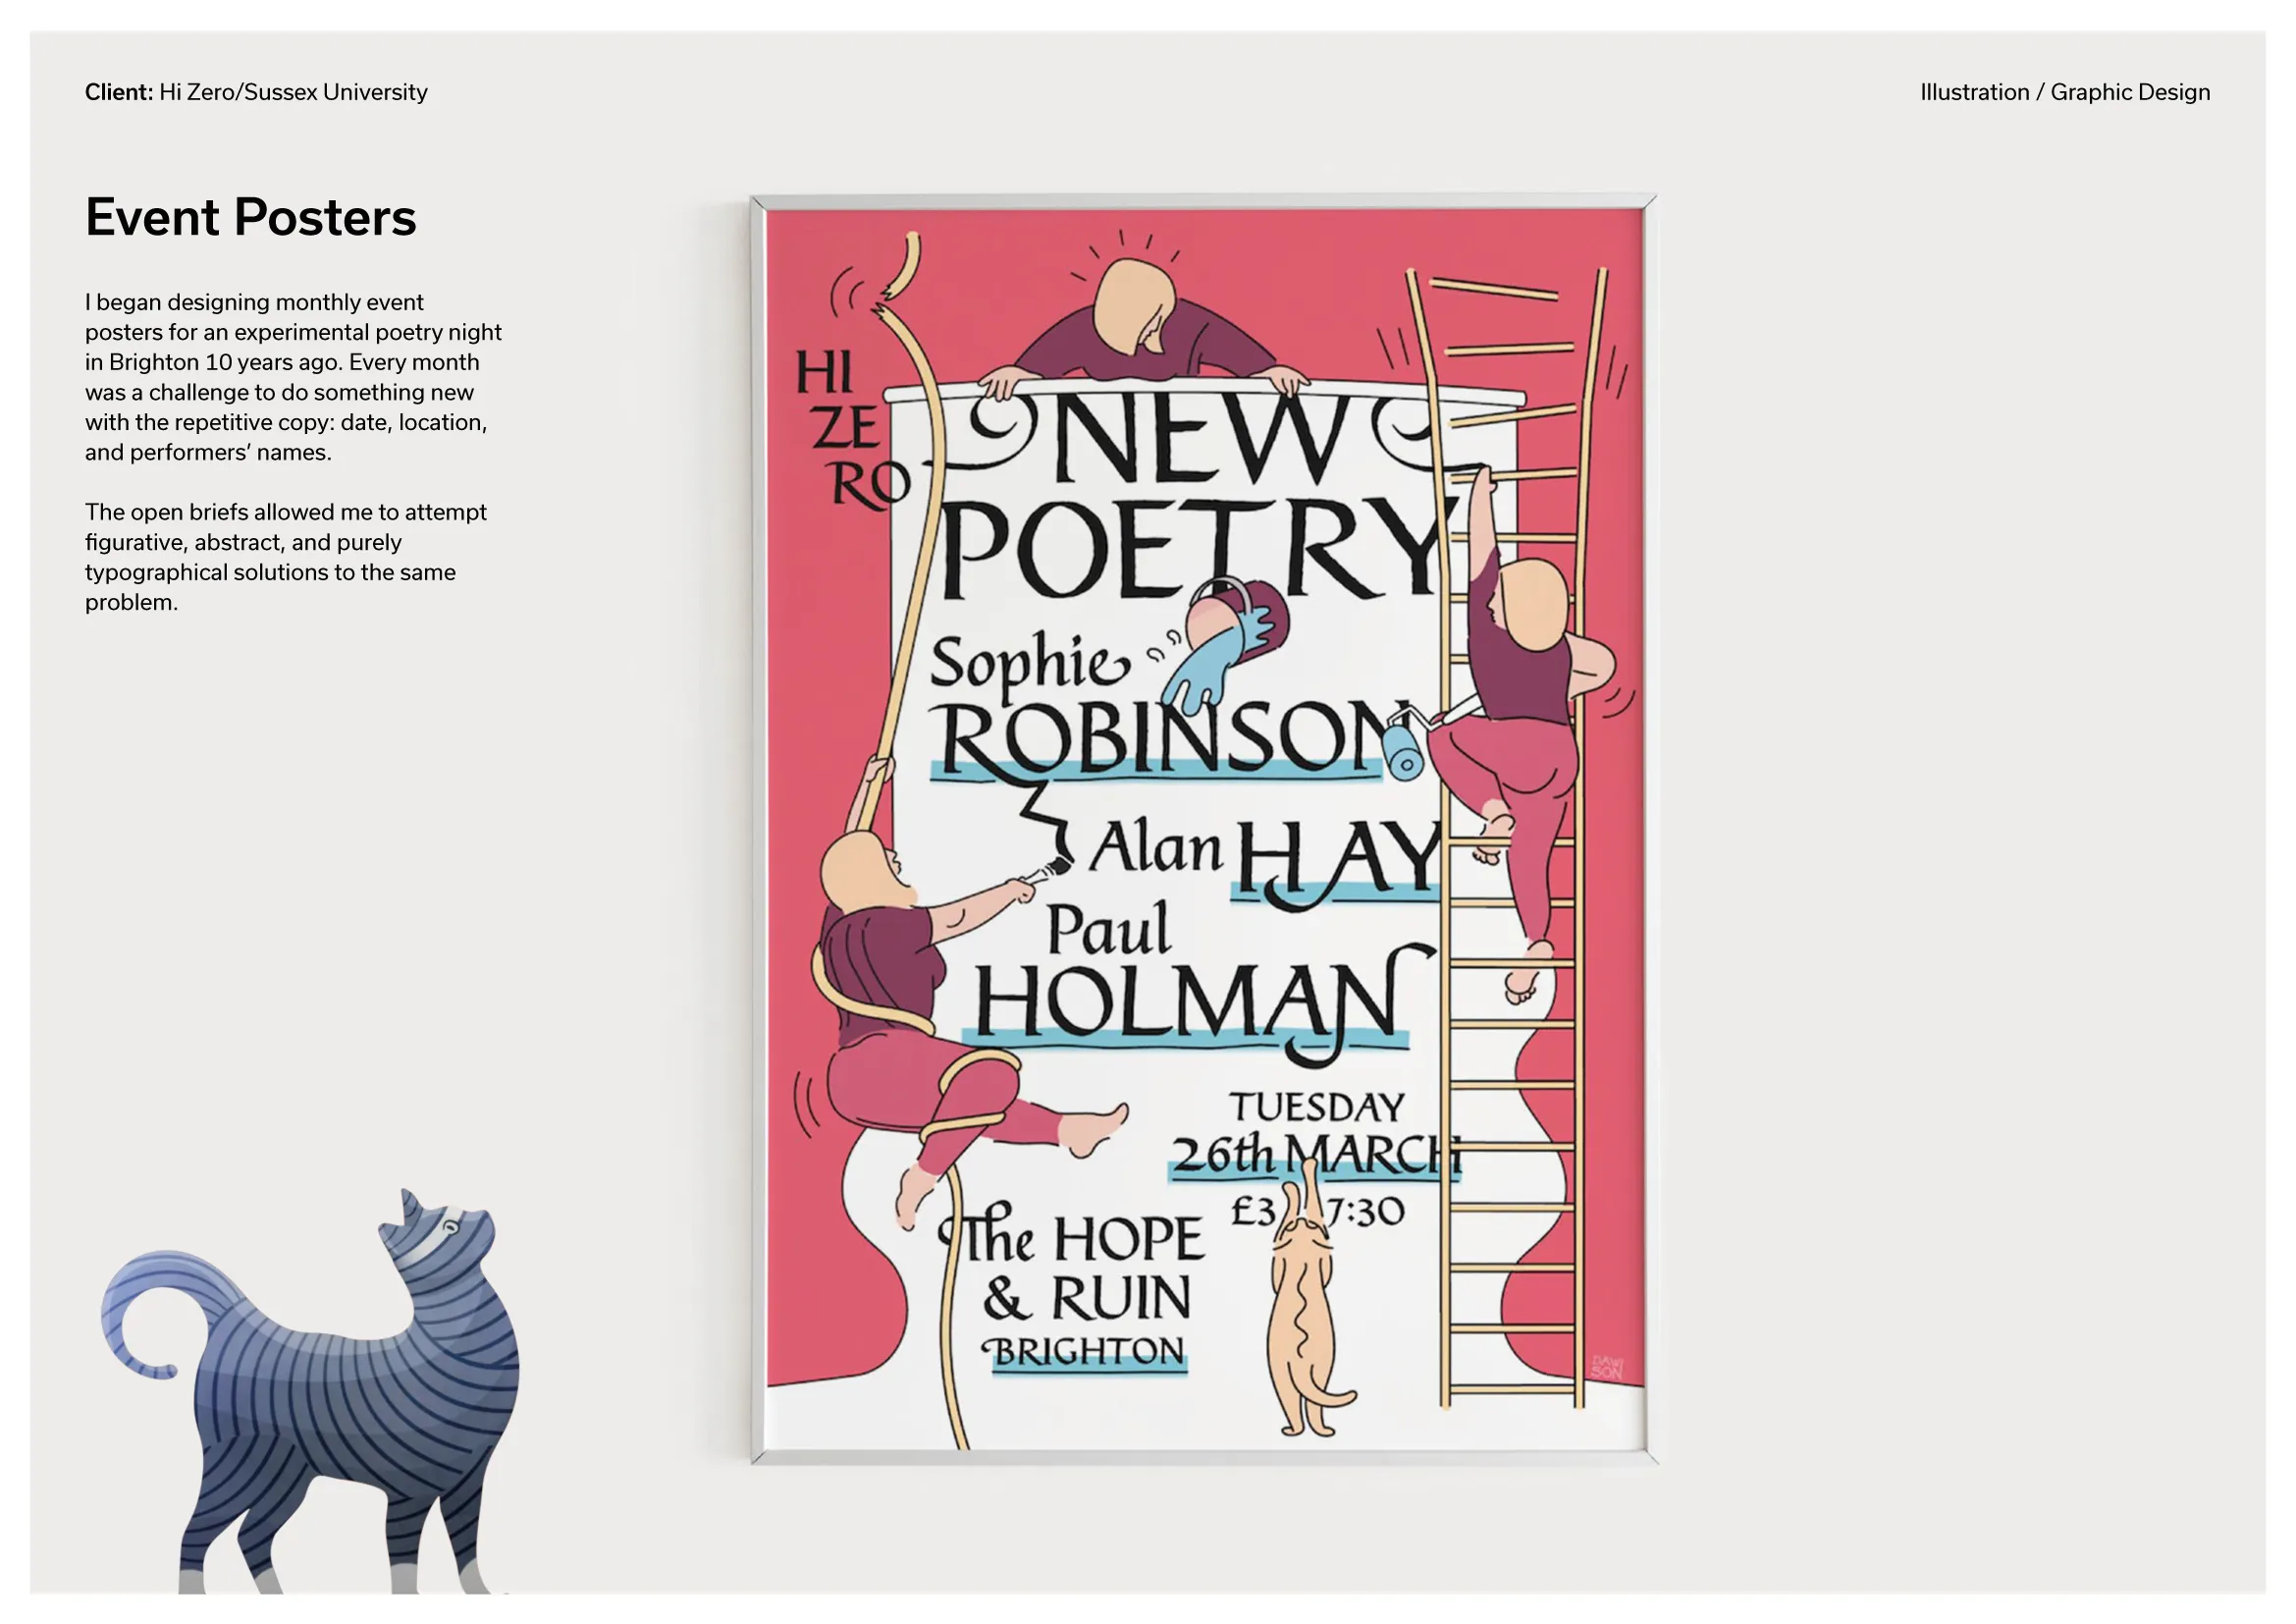 Client: Hi Zero/Sussex University
Illustration / Graphic Design
Event Posters
I began designing monthly event
posters for an experimental poetry night
in Brighton 10 years ago. Every month
was a challenge to do something new
with the repetitive copy: date, location,
and performers’ names.
The open briefs allowed me to attempt
figurative, abstract, and purely
typographical solutions to the same
problem.
HI
ZE
RO
NEW
POETRY
Sophie
ROBINSON
Alan HAY
Paul
HOLMAN
TUESDAY
26th MARCH
£3 7:30
The HOPE
& RUIN
BRIGHTON
DAWSON